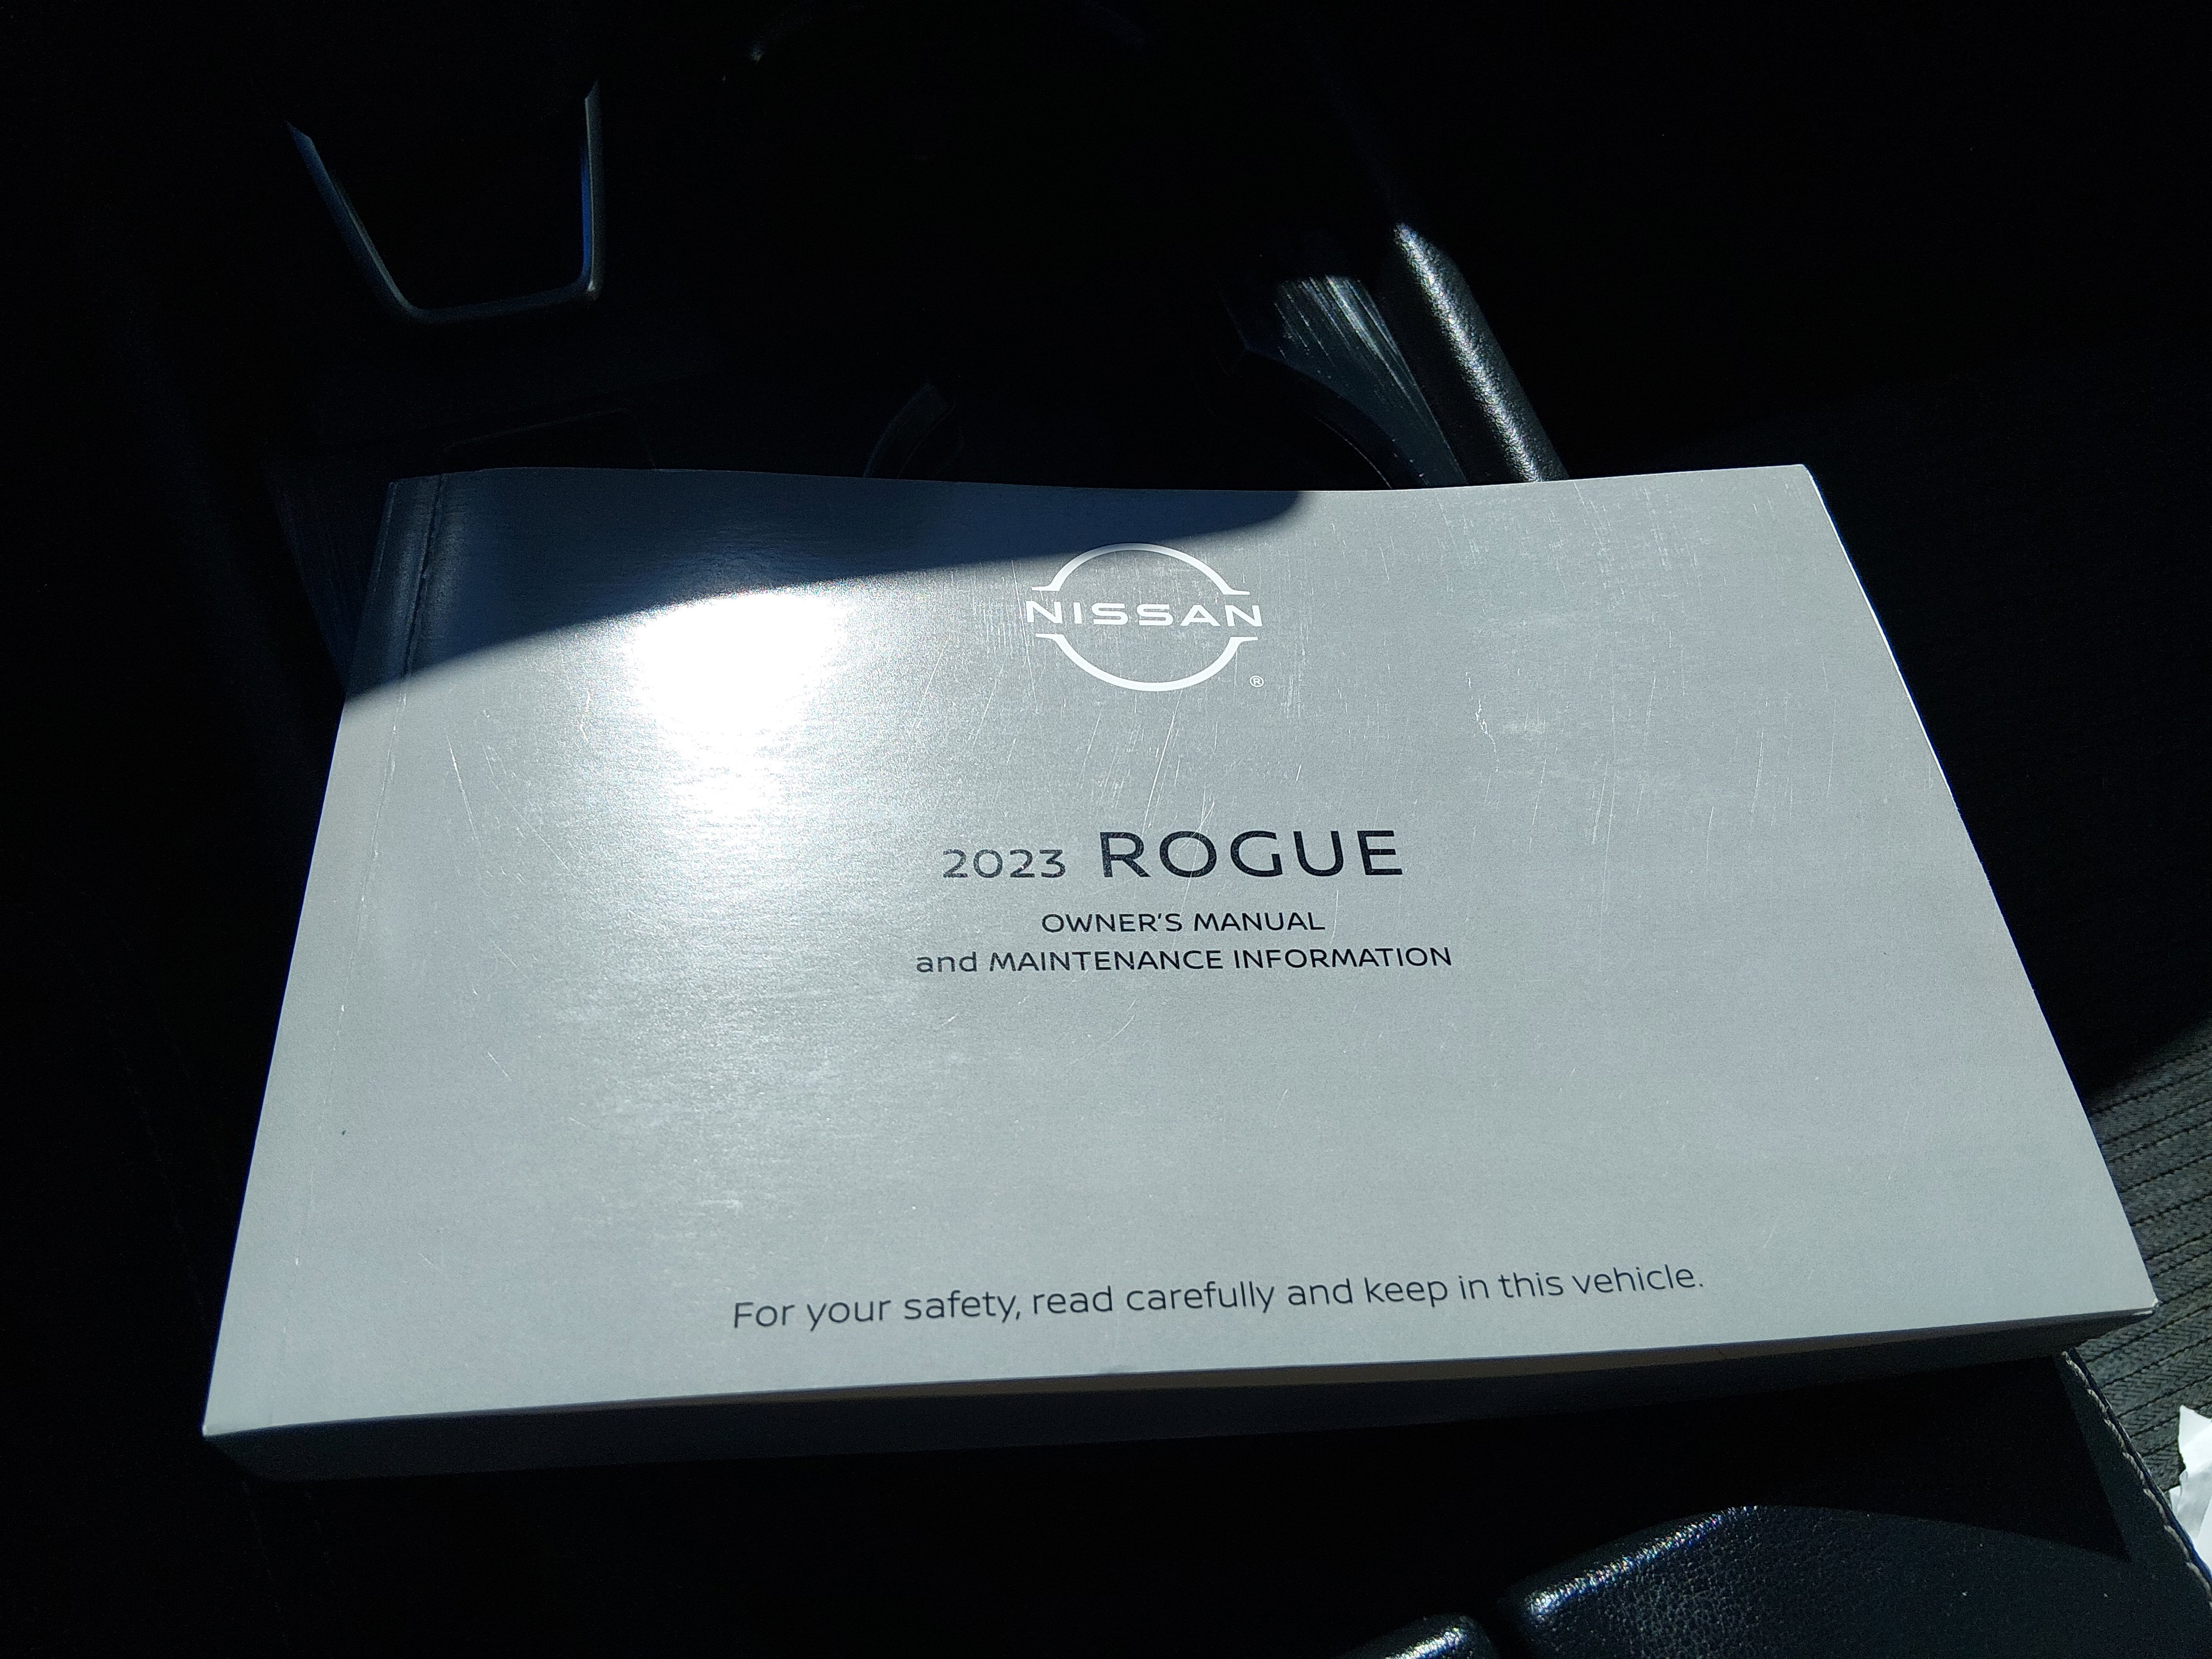 NISSAN
®
2023 ROGUE
OWNER'S MANUAL
and MAINTENANCE INFORMATION
For your safety, read carefully and keep in this vehicle.